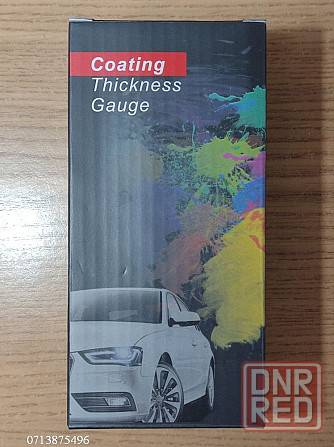 Coating
Thickness
Gauge
DNR
RED
0713875496